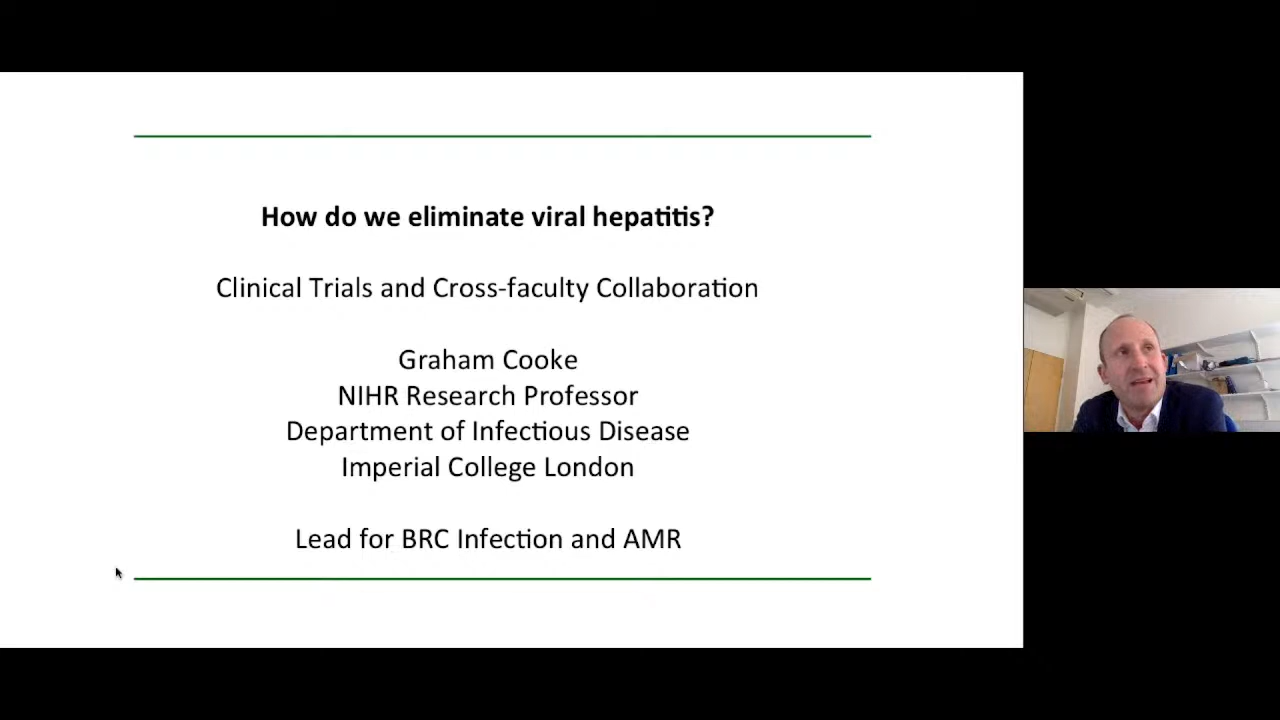 How do we eliminate viral hepatitis?
Clinical Trials and Cross-faculty Collaboration
Graham Cooke
NIHR Research Professor
Department of Infectious Disease
Imperial College London
Lead for BRC Infection and AMR